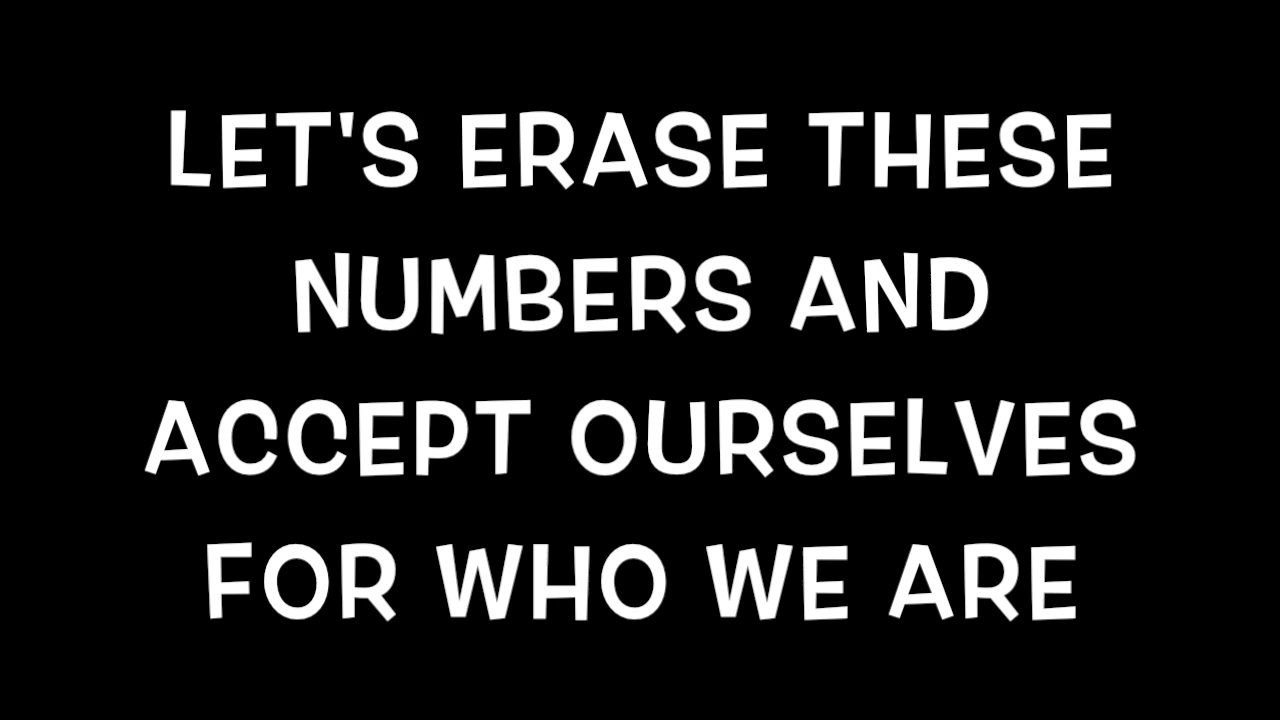 LET'S ERASE THESE
NUMBERS AND
ACCEPT OURSELVES
FOR WHO WE ARE